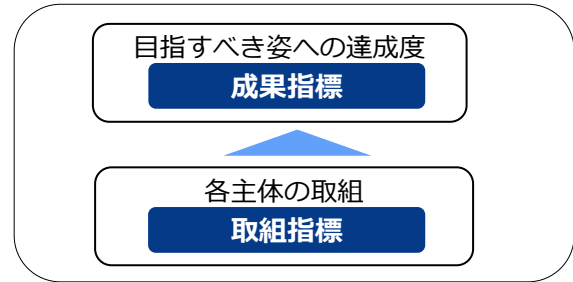 目指すべき姿への達成度
成果指標
各主体の取組
取組指標